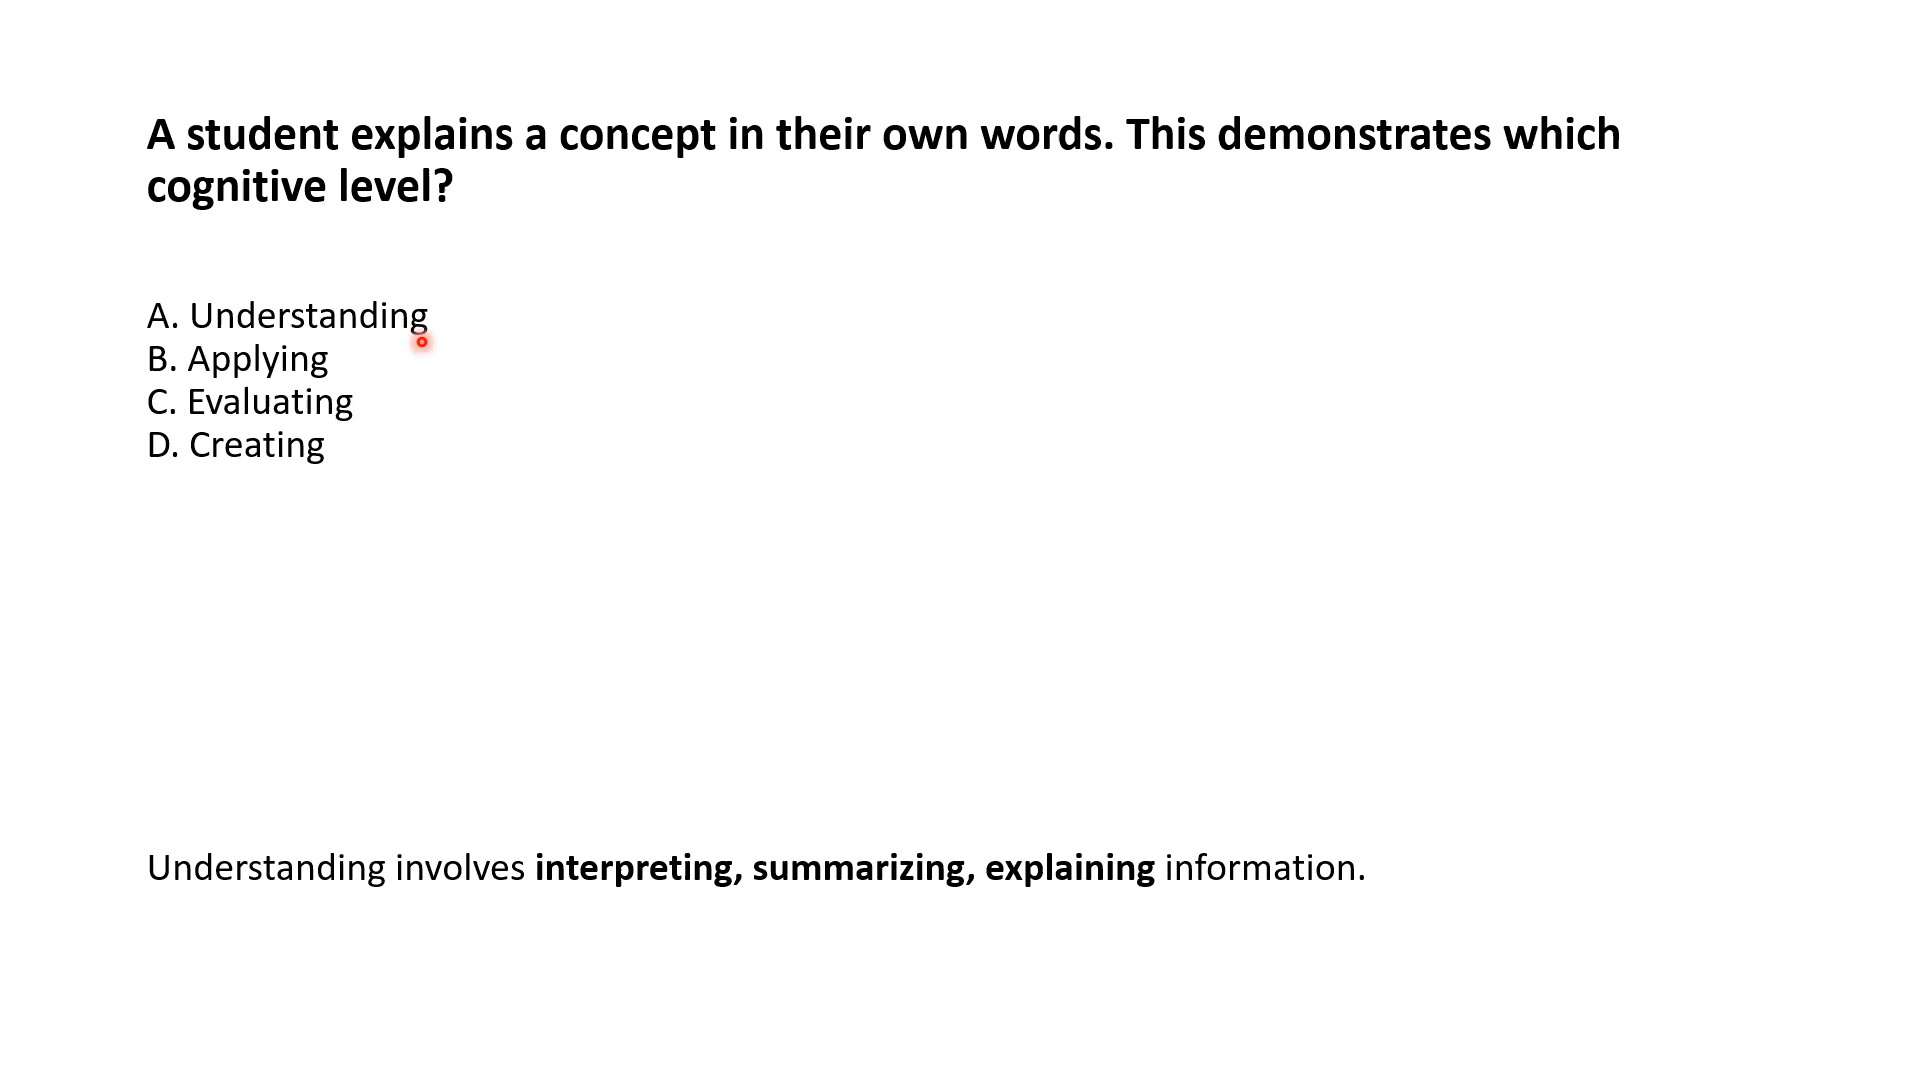 A student explains a concept in their own words. This demonstrates which
cognitive level?
A. Understanding
B. Applying
C. Evaluating
D. Creating
Understanding involves interpreting, summarizing, explaining information.